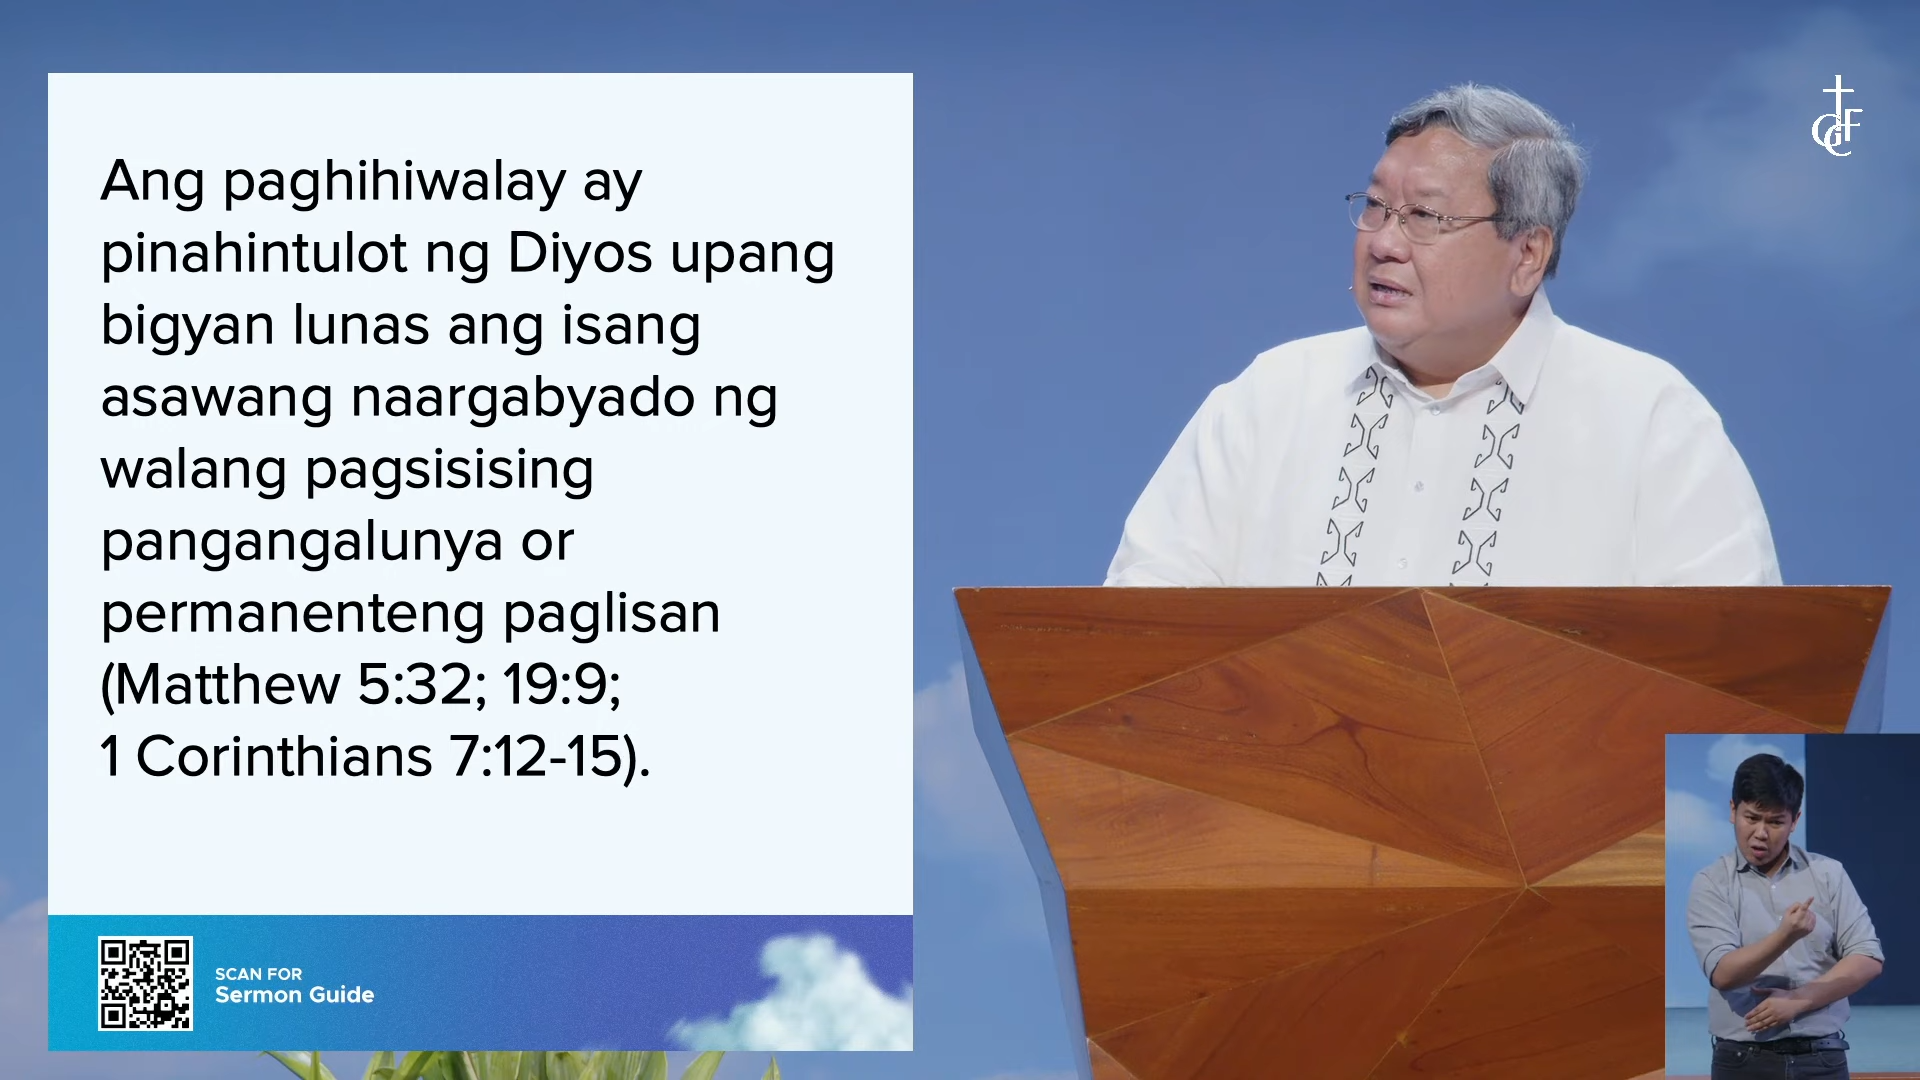 Ang paghihiwalay ay
pinahintulot ng Diyos upang
bigyan lunas ang isang
asawang naargabyado ng
walang pagsisising
pangangalunya or
permanenteng paglisan
(Matthew 5:32; 19:9;
1 Corinthians 7:12-15).
SCAN FOR
Sermon Guide
GCF